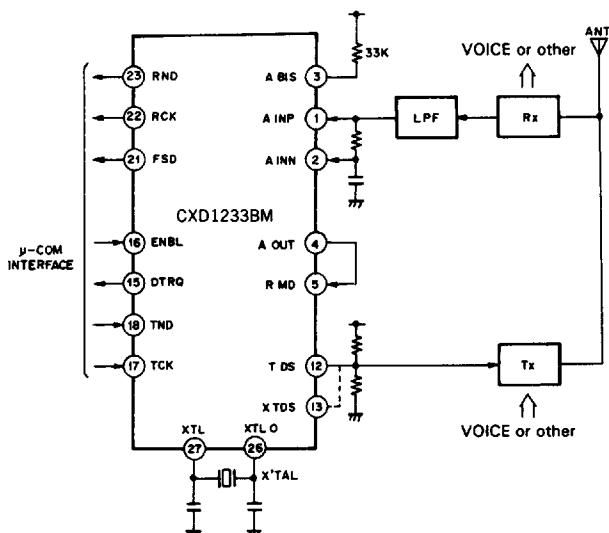 ANT
VOICE or other
33K
23 RND
A BIS 3
22 RCK
A INP 1
LPF
Rx
21 FSD
A INN 2
CXD1233BM
μ-COM
INTERFACE
16 ENBL
A OUT 4
15 DTRQ
R MD 5
18 TND
17 TCK
T DS 12
Tx
X TDS 13
VOICE or other
XTL
XTL O
27
26
X'TAL